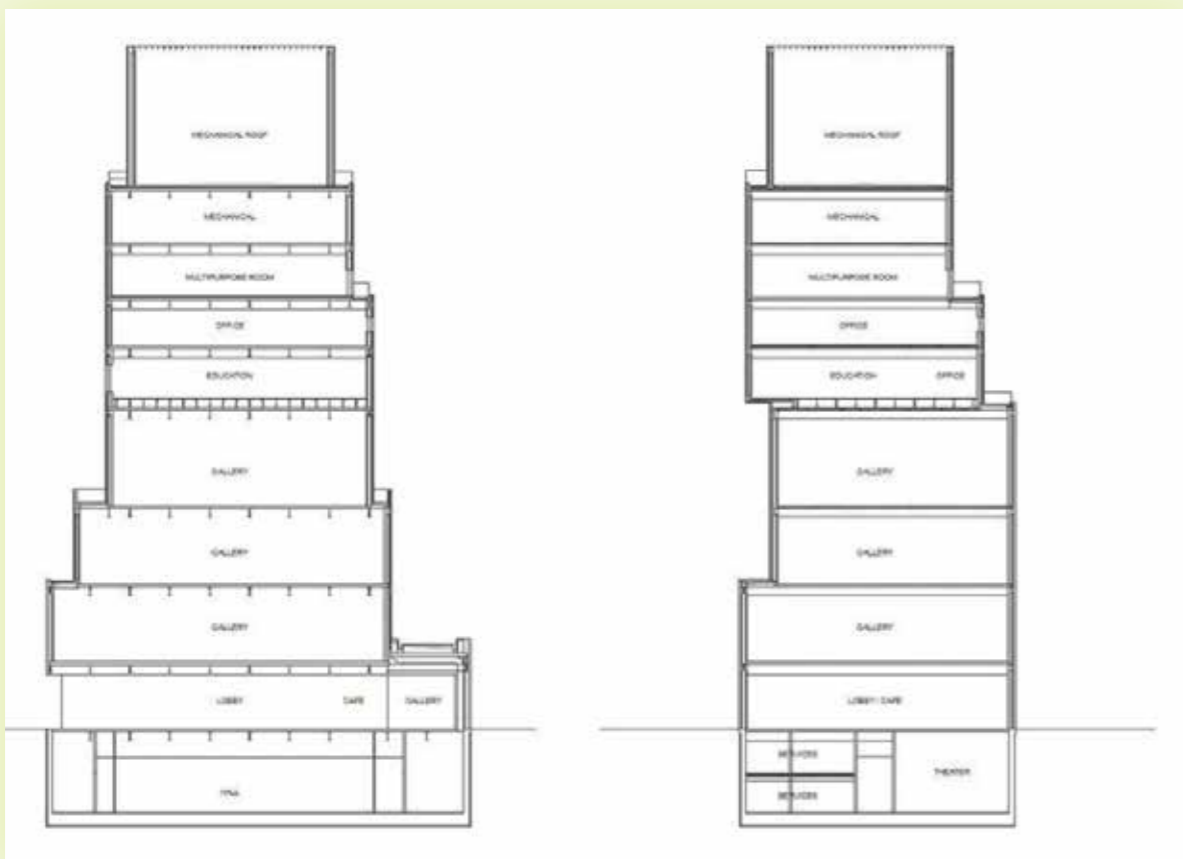 MECHANICAL ROOF
MECHANICAL
MULTIPURPOSE ROOM
OFFICE
EDUCATION
GALLERY
GALLERY
GALLERY
LOBBY CAFE GALLERY
HALL
MECHANICAL ROOF
MECHANICAL
MULTIPURPOSE ROOM
OFFICE
EDUCATION OFFICE
GALLERY
GALLERY
GALLERY
LOBBY / CAFE
SERVICES
THEATER
SERVICES